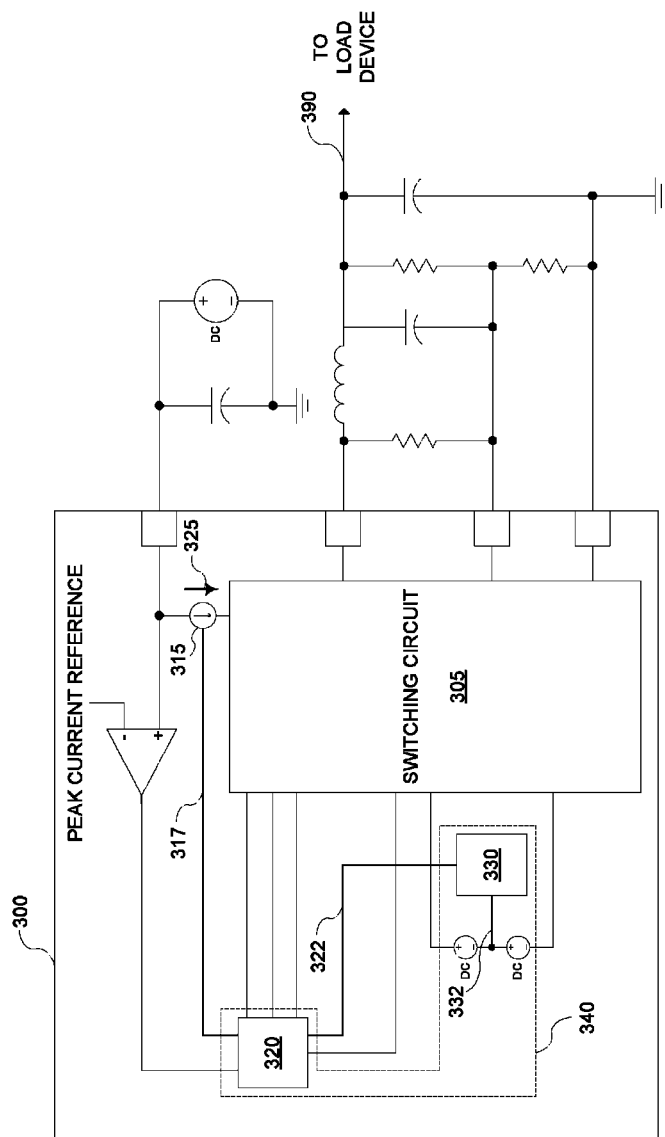 300
PEAK CURRENT REFERENCE
-
+
317
315
325
DC
+
-
390
TO
LOAD
DEVICE
320
322
SWITCHING CIRCUIT
305
330
332
DC
+
-
DC
+
-
340